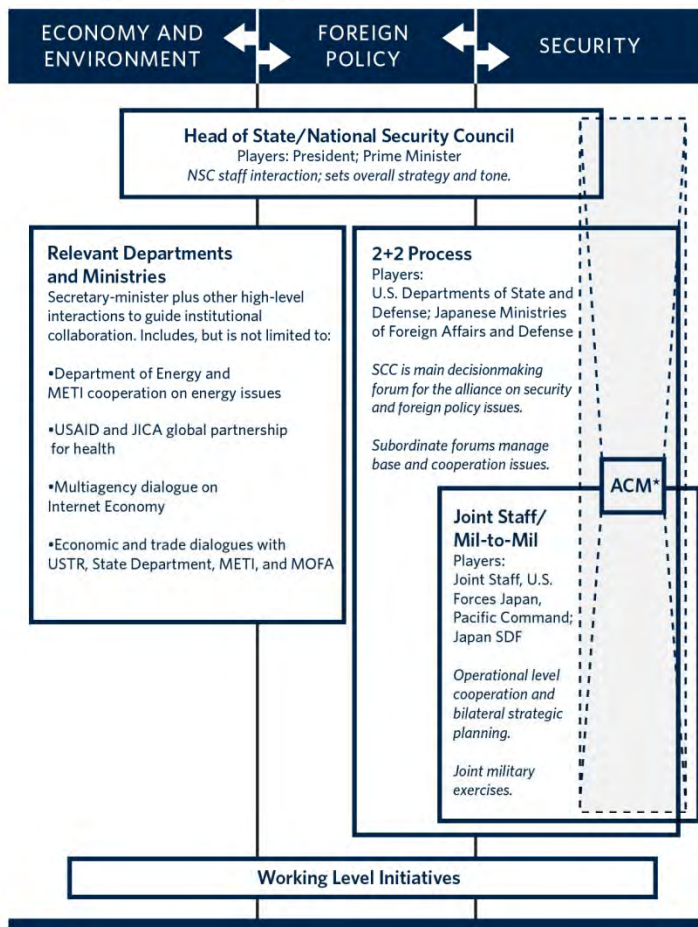 ECONOMY AND
ENVIRONMENT
FOREIGN
POLICY
SECURITY
Head of State/National Security Council
Players: President; Prime Minister
NSC staff interaction; sets overall strategy and tone.
Relevant Departments
and Ministries
Secretary-minister plus other high-level
interactions to guide institutional
collaboration. Includes, but is not limited to:
•Department of Energy and
METI cooperation on energy issues
•USAID and JICA global partnership
for health
•Multiagency dialogue on
Internet Economy
•Economic and trade dialogues with
USTR, State Department, METI, and MOFA
2+2 Process
Players:
U.S. Departments of State and
Defense; Japanese Ministries
of Foreign Affairs and Defense
SCC is main decisionmaking
forum for the alliance on security
and foreign policy issues.
Subordinate forums manage
base and cooperation issues.
ACM*
Joint Staff/
Mil-to-Mil
Players:
Joint Staff, U.S.
Forces Japan,
Pacific Command;
Japan SDF
Operational level
cooperation and
bilateral strategic
planning.
Joint military
exercises.
Working Level Initiatives